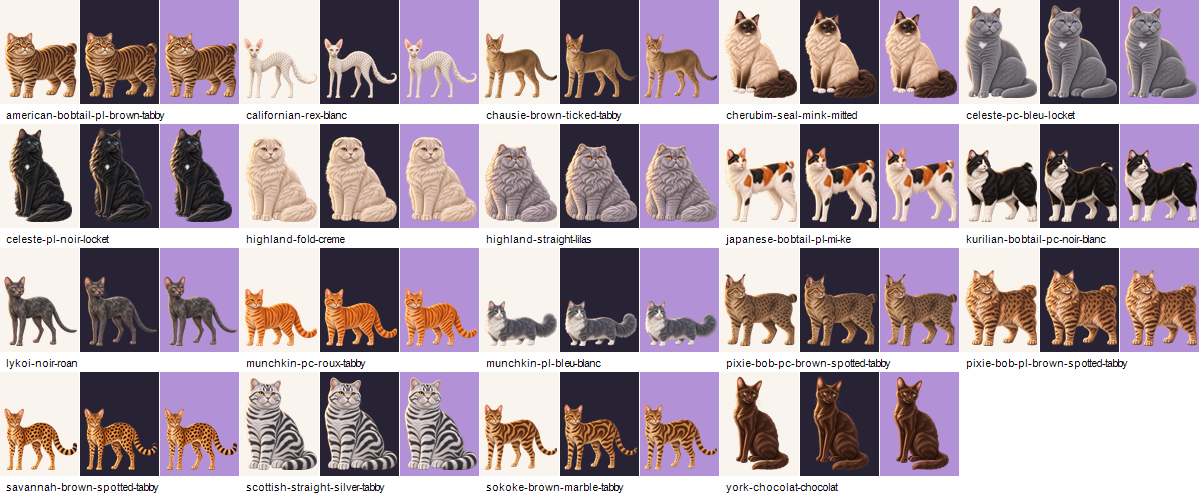 american-bobtail-pl-brown-tabby
californian-rex-blanc
chausie-brown-ticked-tabby
cherubim-seal-mink-mitted
celeste-pc-bleu-locket
celeste-pl-noir-locket
highland-fold-creme
highland-straight-lilas
japanese-bobtail-pl-mi-ke
kurilian-bobtail-pc-noir-blanc
lykoi-noir-roan
munchkin-pc-roux-tabby
munchkin-pl-bleu-blanc
pixie-bob-pc-brown-spotted-tabby
pixie-bob-pl-brown-spotted-tabby
savannah-brown-spotted-tabby
scottish-straight-silver-tabby
sokoke-brown-marble-tabby
york-chocolat-chocolat